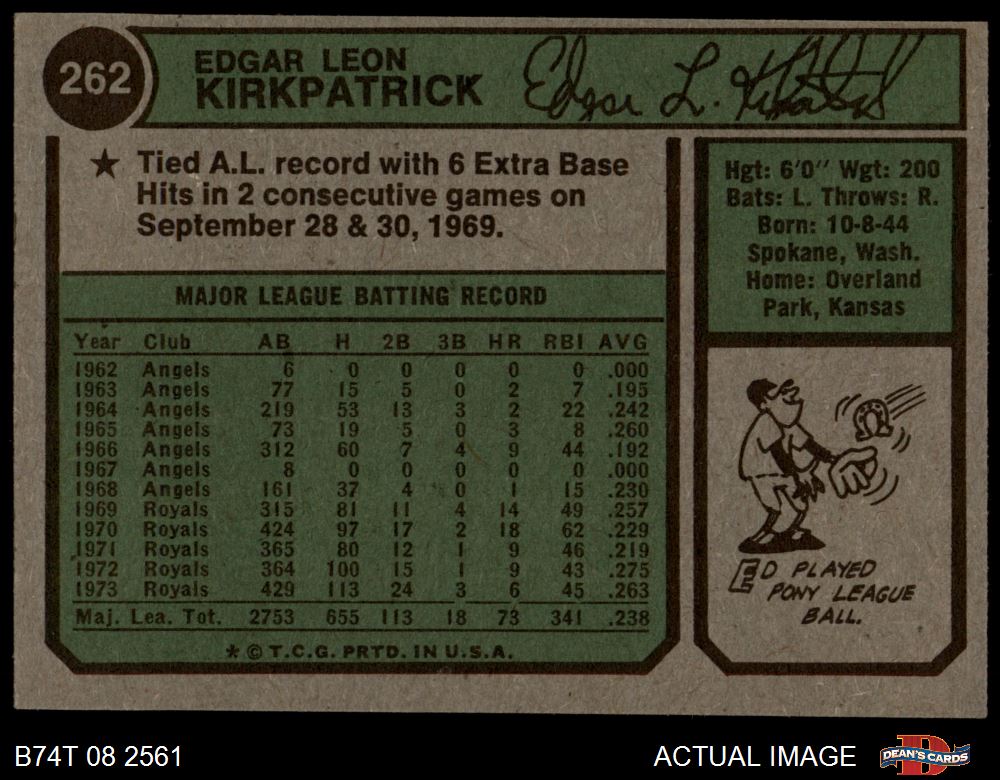 262
EDGAR LEON
KIRKPATRICK
Edgar L. Kirkpatrick
★ Tied A.L. record with 6 Extra Base
Hits in 2 consecutive games on
September 28 & 30, 1969.
Hgt: 6'0" Wgt: 200
Bats: L. Throws: R.
Born: 10-8-44
Spokane, Wash.
Home: Overland
Park, Kansas
MAJOR LEAGUE BATTING RECORD
Year Club AB H 2B 3B HR RBI AVG
1962 Angels 6 0 0 0 0 0 .000
1963 Angels 77 15 5 0 2 7 .195
1964 Angels 219 53 13 3 2 22 .242
1965 Angels 73 19 5 0 3 8 .260
1966 Angels 312 60 7 4 9 44 .192
1967 Angels 8 0 0 0 0 0 .000
1968 Angels 161 37 4 0 1 15 .230
1969 Royals 315 81 11 4 14 49 .257
1970 Royals 424 97 17 2 18 62 .229
1971 Royals 365 80 12 1 9 46 .219
1972 Royals 364 100 15 1 9 43 .275
1973 Royals 429 113 24 3 6 45 .263
Maj. Lea. Tot. 2753 655 113 18 73 341 .238
* © T.C.G. PRTD. IN U.S.A.
ED PLAYED
PONY LEAGUE
BALL.
B74T 08 2561
ACTUAL IMAGE
DEAN'S CARDS